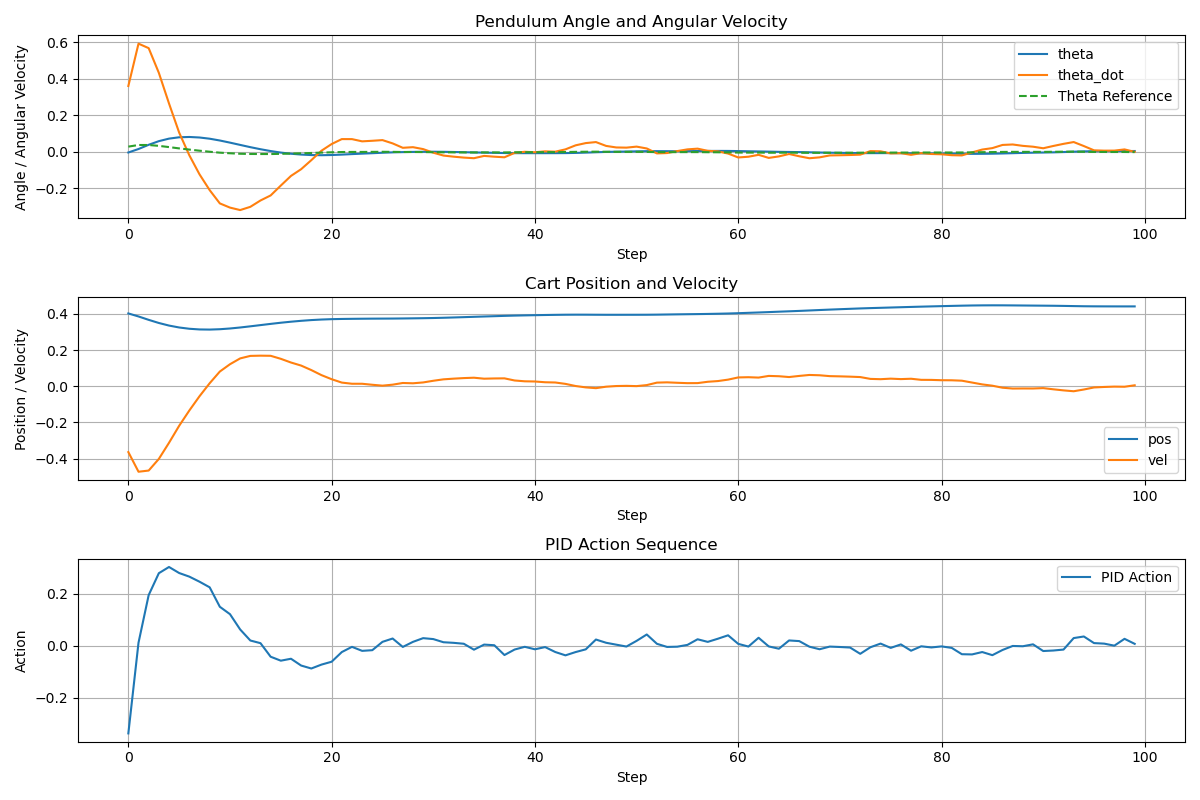 Pendulum Angle and Angular Velocity
Angle / Angular Velocity
0.6
0.4
0.2
0.0
−0.2
theta
theta_dot
Theta Reference
0 20 40 60 80 100
Step
Cart Position and Velocity
Position / Velocity
0.4
0.2
0.0
−0.2
−0.4
pos
vel
0 20 40 60 80 100
Step
PID Action Sequence
Action
0.2
0.0
−0.2
PID Action
0 20 40 60 80 100
Step